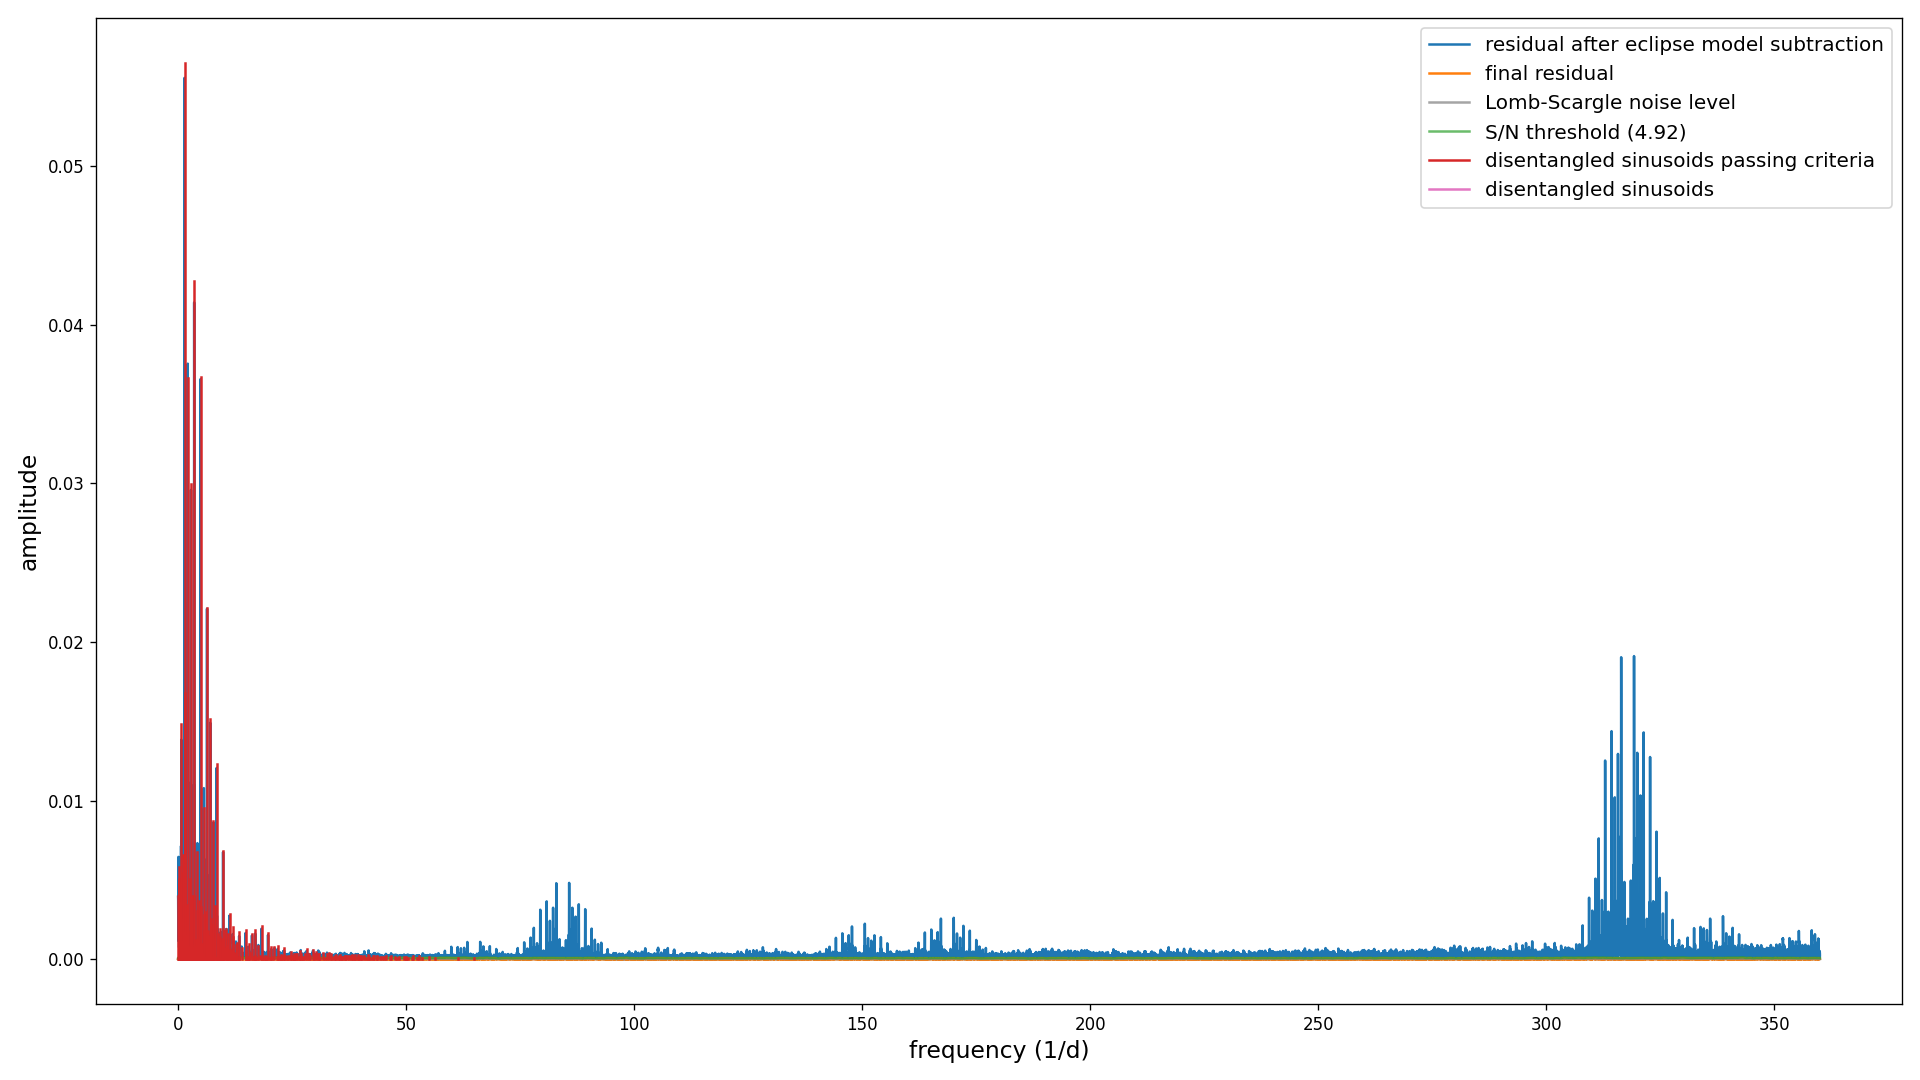 residual after eclipse model subtraction
final residual
Lomb-Scargle noise level
S/N threshold (4.92)
disentangled sinusoids passing criteria
disentangled sinusoids
amplitude
0.05
0.04
0.03
0.02
0.01
0.00
0 50 100 150 200 250 300 350
frequency (1/d)